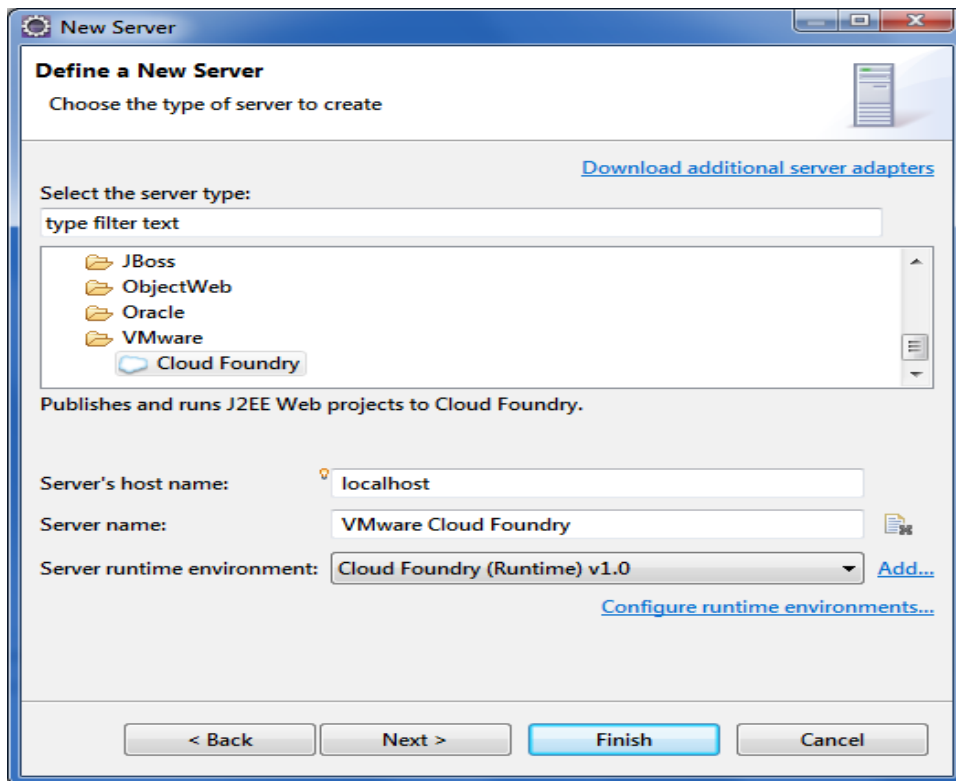 New Server
Define a New Server
Choose the type of server to create
Download additional server adapters
Select the server type:
type filter text
JBoss
ObjectWeb
Oracle
VMware
Cloud Foundry
Publishes and runs J2EE Web projects to Cloud Foundry.
Server's host name: localhost
Server name: VMware Cloud Foundry
Server runtime environment: Cloud Foundry (Runtime) v1.0 Add...
Configure runtime environments...
< Back Next > Finish Cancel